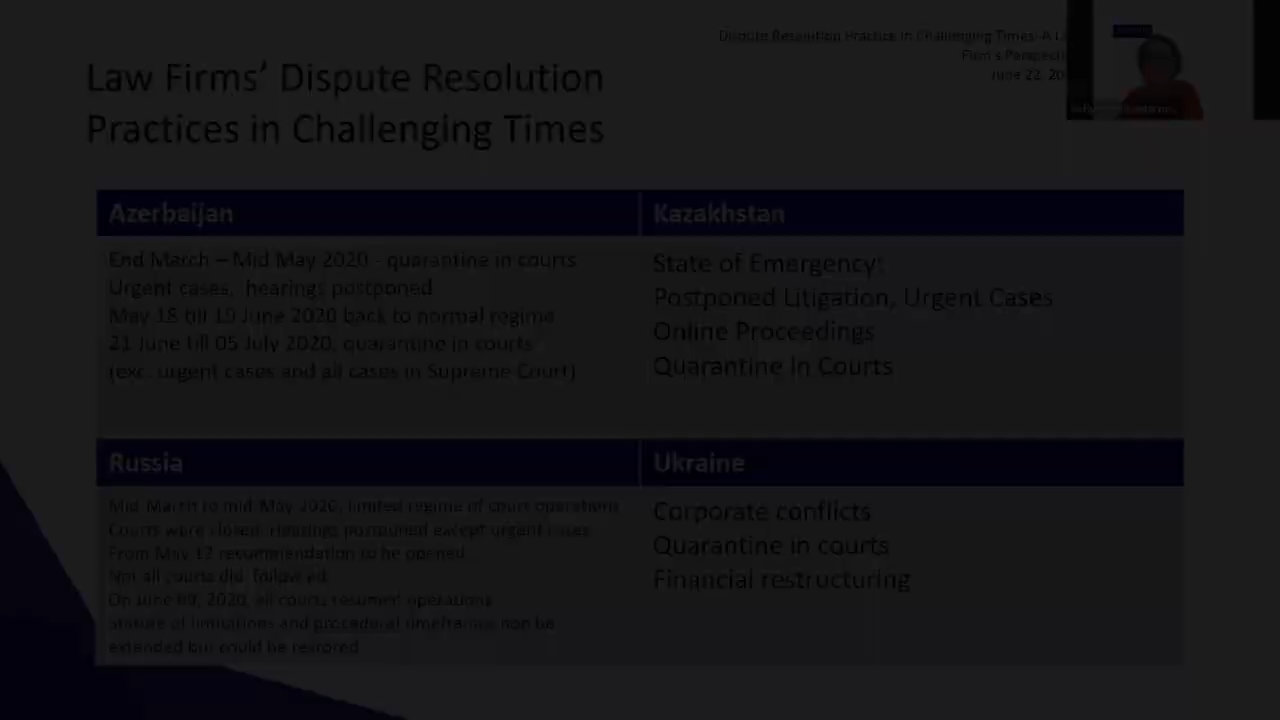 Dispute Resolution Practice in Challenging Times: A
Firm's
June 22,
Law Firms' Dispute Resolution
Practices in Challenging Times
Azerbaijan
End March – Mid May 2020 - quarantine in courts
Urgent cases, hearings postponed
May 18 till 19 June 2020 back to normal regime
21 June till 05 July 2020, quarantine in courts
(exc. urgent cases and all cases in Supreme Court)
Kazakhstan
State of Emergency:
Postponed Litigation, Urgent Cases
Online Proceedings
Quarantine in Courts
Russia
Mid-March to mid-May 2020, limited regime of court operations
Courts were closed. Hearings postponed except urgent cases
From May 12 recommendation to be opened
Not all courts did, followed
On June 09, 2020, all courts resumed operations
Statute of limitations and procedural timeframes be
extended but could be restored
Ukraine
Corporate conflicts
Quarantine in courts
Financial restructuring